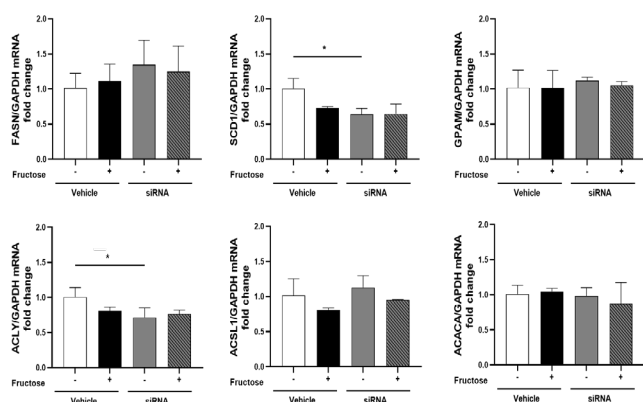 FASN/GAPDH mRNA
fold change
2.0
1.5
1.0
0.5
0.0
Fructose - + - +
Vehicle siRNA
SCD1/GAPDH mRNA
fold change
2.0
1.5
1.0
0.5
0.0
*
- + - +
Vehicle siRNA
GPAM/GAPDH mRNA
fold change
2.0
1.5
1.0
0.5
0.0
Fructose - + - +
Vehicle siRNA
ACLY/GAPDH mRNA
fold change
2.0
1.5
1.0
0.5
0.0
*
Fructose - + - +
Vehicle siRNA
ACSL1/GAPDH mRNA
fold change
2.0
1.5
1.0
0.5
0.0
Fructose - + - +
Vehicle siRNA
ACACA/GAPDH mRNA
fold change
2.0
1.5
1.0
0.5
0.0
Fructose - + - +
Vehicle siRNA